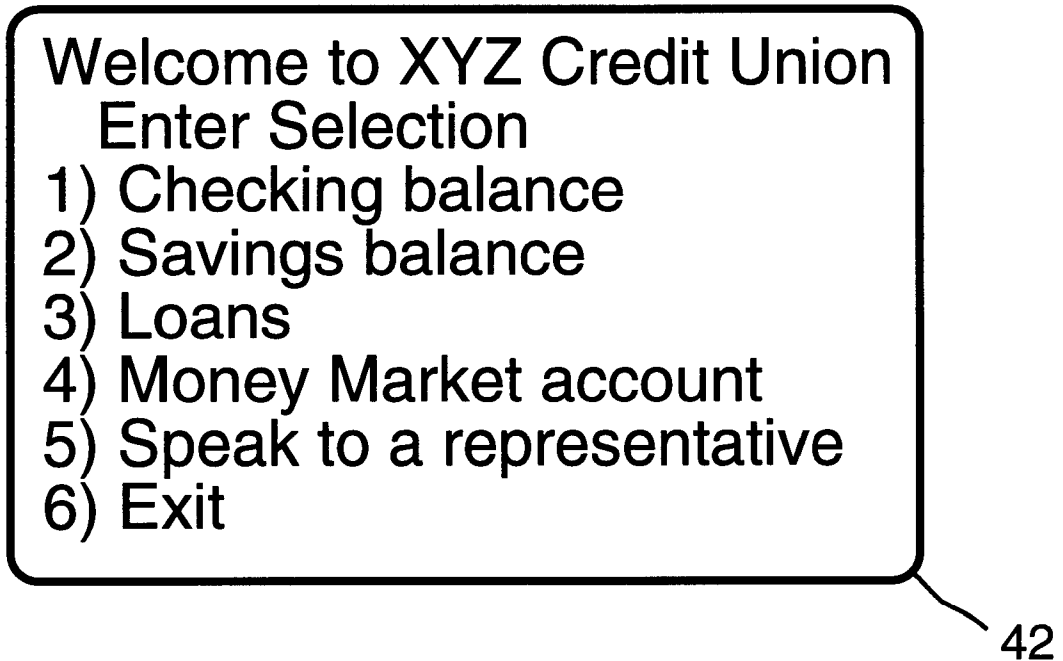 Welcome to XYZ Credit Union
Enter Selection
1) Checking balance
2) Savings balance
3) Loans
4) Money Market account
5) Speak to a representative
6) Exit
42